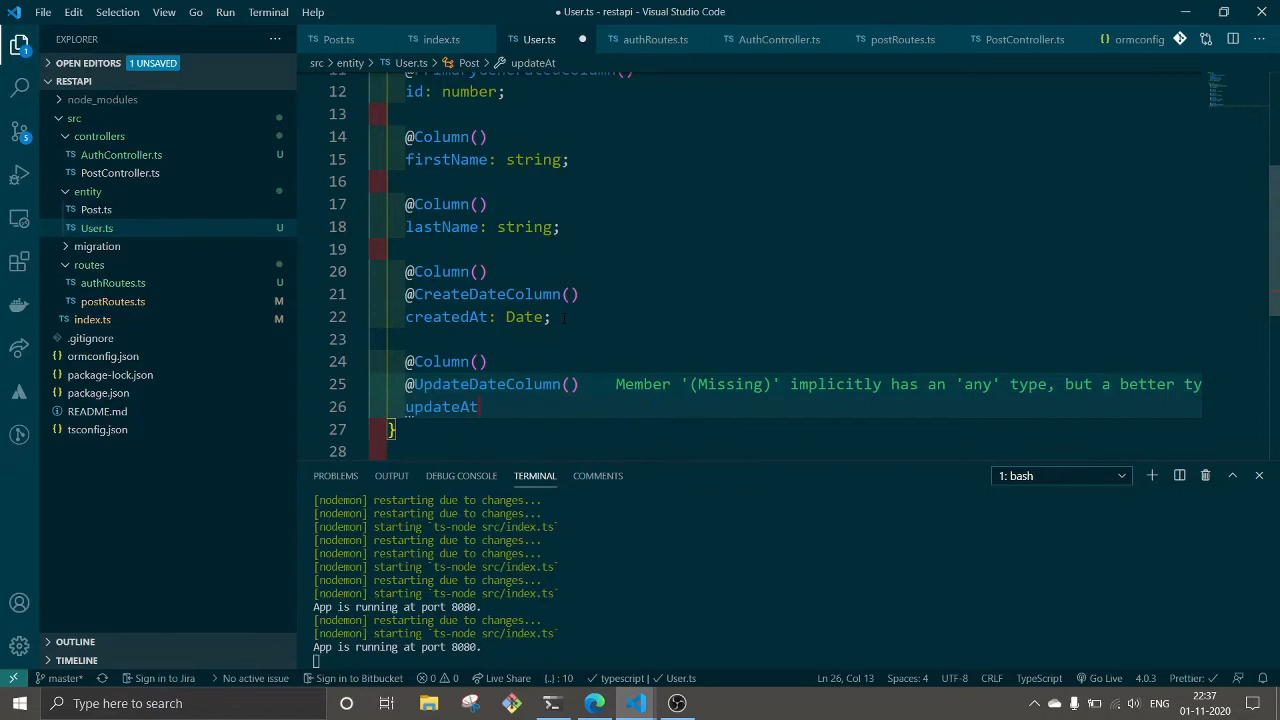 File Edit Selection View Go Run Terminal Help
● User.ts - restapi - Visual Studio Code
EXPLORER
Post.ts index.ts User.ts authRoutes.ts AuthController.ts postRoutes.ts PostController.ts ormconfig
OPEN EDITORS 1 UNSAVED
src > entity > User.ts > Post > updateAt
RESTAPI
node_modules
src
controllers
AuthController.ts U
PostController.ts
entity
Post.ts
User.ts U
migration
routes
authRoutes.ts U
postRoutes.ts M
index.ts M
.gitignore
ormconfig.json
package-lock.json
package.json
README.md
tsconfig.json
OUTLINE
TIMELINE
11 @PrimaryGeneratedColumn()
12 id: number;
13
14 @Column()
15 firstName: string;
16
17 @Column()
18 lastName: string;
19
20 @Column()
21 @CreateDateColumn()
22 createdAt: Date;
23
24 @Column()
25 @UpdateDateColumn() Member '(Missing)' implicitly has an 'any' type, but a better ty
26 updateAt
27 }
28
PROBLEMS OUTPUT DEBUG CONSOLE TERMINAL COMMENTS 1: bash
[nodemon] restarting due to changes...
[nodemon] restarting due to changes...
[nodemon] starting `ts-node src/index.ts`
[nodemon] restarting due to changes...
[nodemon] restarting due to changes...
[nodemon] starting `ts-node src/index.ts`
[nodemon] restarting due to changes...
[nodemon] starting `ts-node src/index.ts`
App is running at port 8080.
[nodemon] restarting due to changes...
[nodemon] starting `ts-node src/index.ts`
App is running at port 8080.
master* Sign in to Jira No active issue Sign in to Bitbucket 0 0 Live Share {..} : 10 typescript | User.ts Ln 26, Col 13 Spaces: 4 UTF-8 CRLF TypeScript Go Live 4.0.3 Prettier: ✓
Type here to search
22:37
01-11-2020